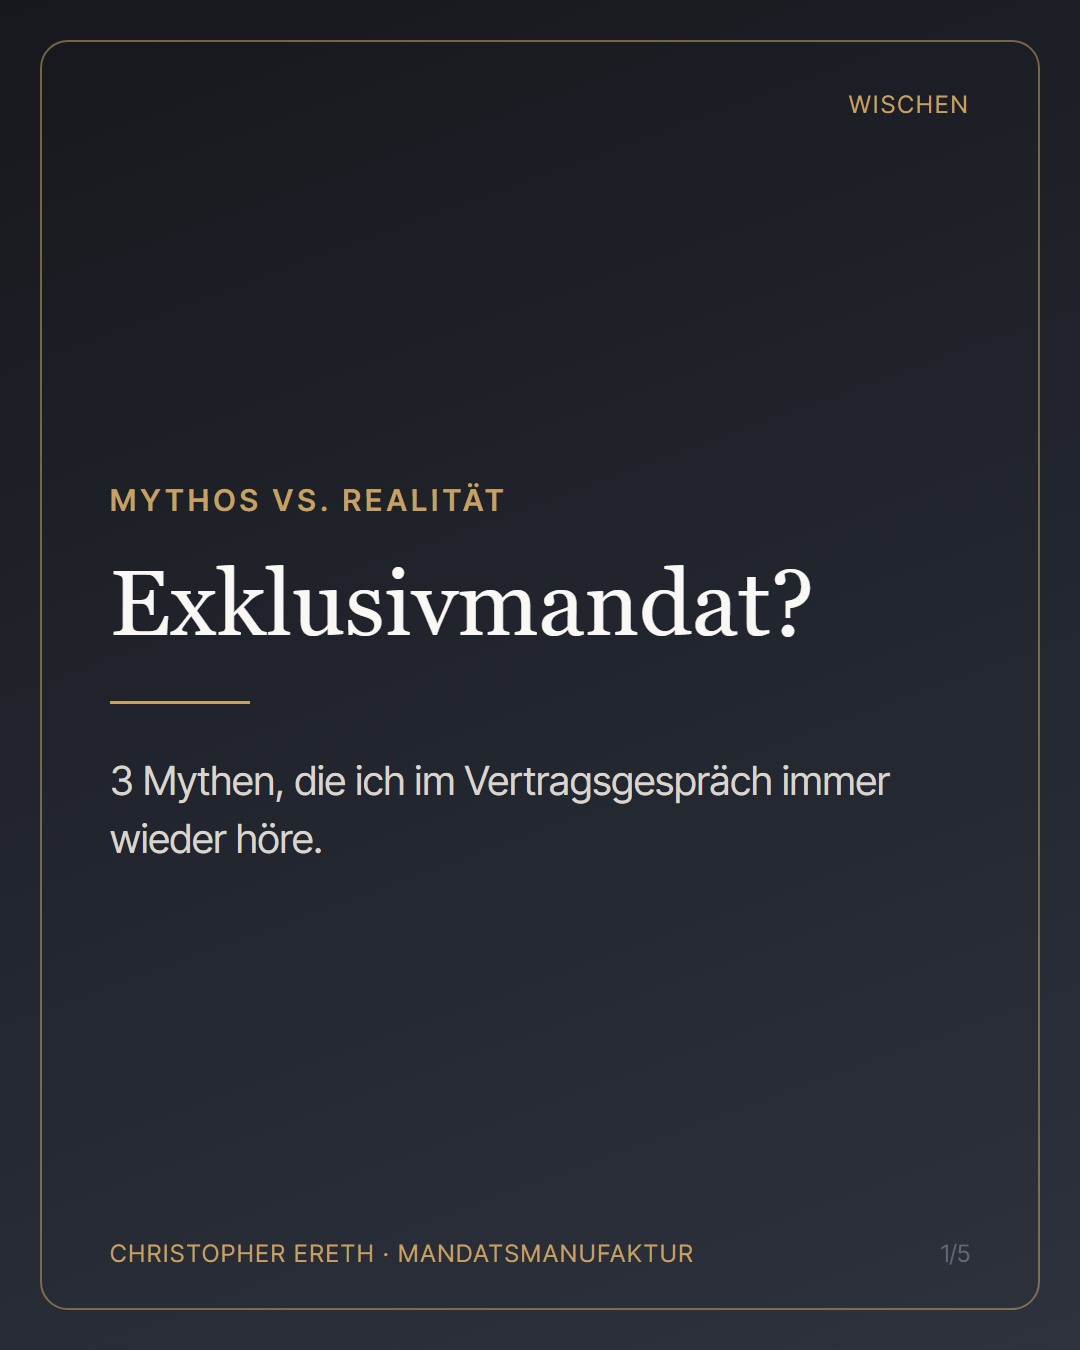 WISCHEN
MYTHOS VS. REALITÄT
Exklusivmandat?
3 Mythen, die ich im Vertragsgespräch immer
wieder höre.
CHRISTOPHER ERETH · MANDATSMANUFAKTUR
1/5